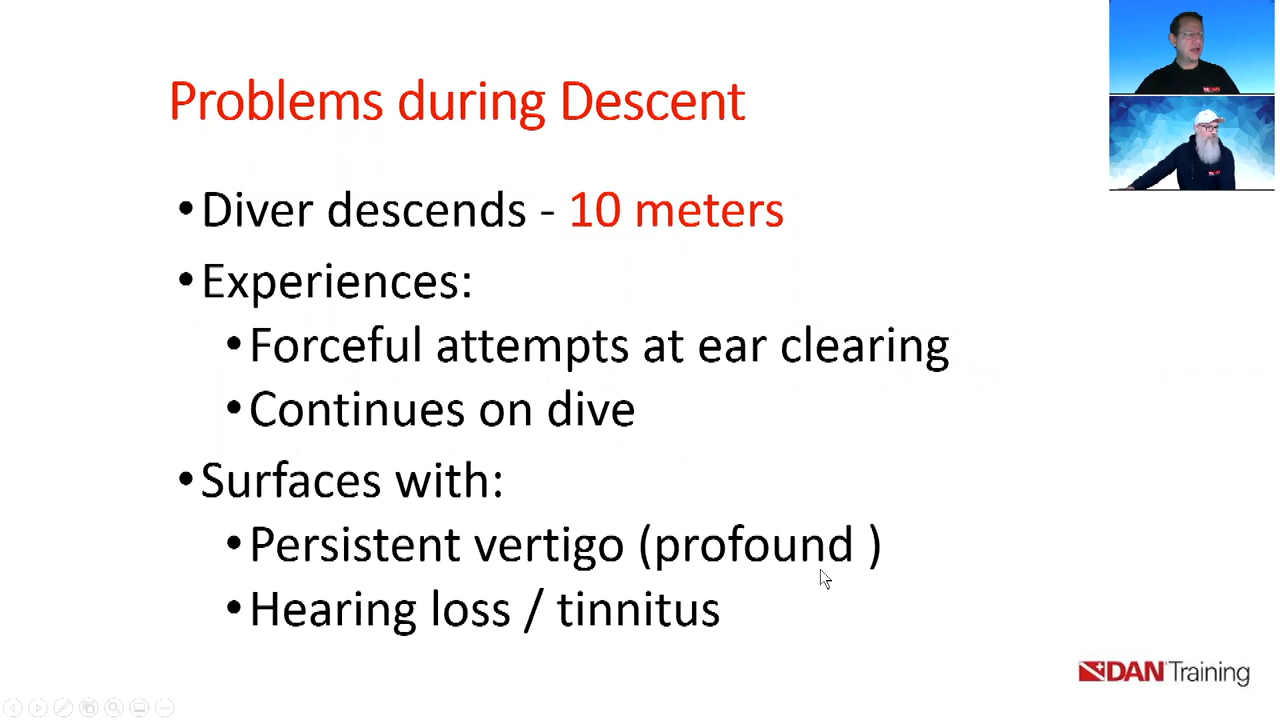 Problems during Descent
•Diver descends - 10 meters
•Experiences:
•Forceful attempts at ear clearing
•Continues on dive
•Surfaces with:
•Persistent vertigo (profound )
•Hearing loss / tinnitus
DAN Training